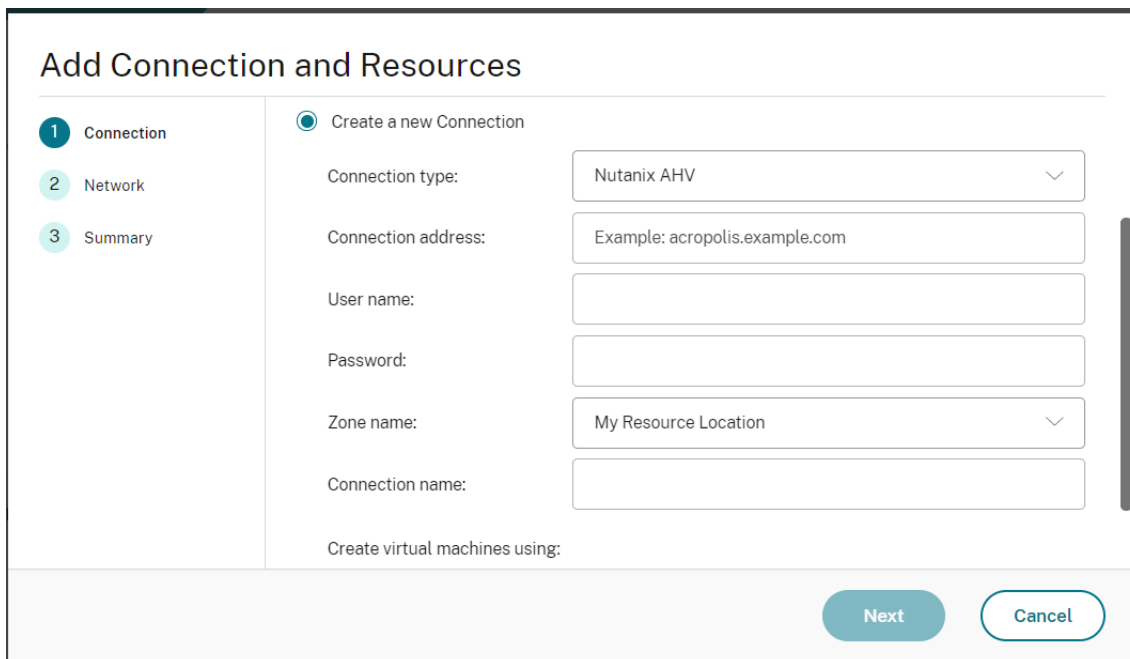 Add Connection and Resources
1 Connection
2 Network
3 Summary
Create a new Connection
Connection type: Nutanix AHV
Connection address: Example: acropolis.example.com
User name:
Password:
Zone name: My Resource Location
Connection name:
Create virtual machines using:
Next Cancel